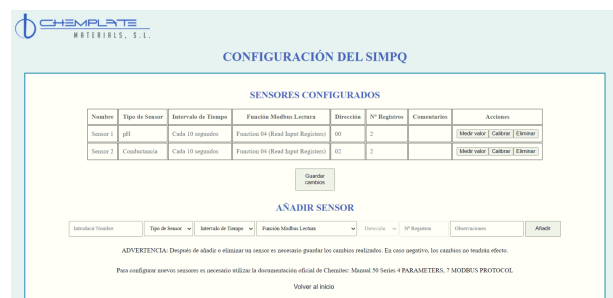 CHEMPLATE
MATERIALS, S.L.
CONFIGURACIÓN DEL SIMPQ
SENSORES CONFIGURADOS
Nombre Tipo de Sensor Intervalo de Tiempo Función Modbus Lectura Dirección Nº Registros Comentarios Acciones
Sensor 1 pH Cada 10 segundos Function 04 (Read Input Registers) 00 2 Medir valor Calibrar Eliminar
Sensor 2 Conductancia Cada 10 segundos Function 04 (Read Input Registers) 02 2 Medir valor Calibrar Eliminar
Guardar
cambios
AÑADIR SENSOR
Introducir Nombre Tipo de Sensor Intervalo de Tiempo Función Modbus Lectura Dirección Nº Registros Observaciones Añadir
ADVERTENCIA: Después de añadir o eliminar un sensor es necesario guardar los cambios realizados. En caso negativo, los cambios no tendrán efecto.
Para configurar nuevos sensores es necesario utilizar la documentación oficial de Chemitec: Manual 50 Series 4 PARAMETERS, 7 MODBUS PROTOCOL
Volver al inicio